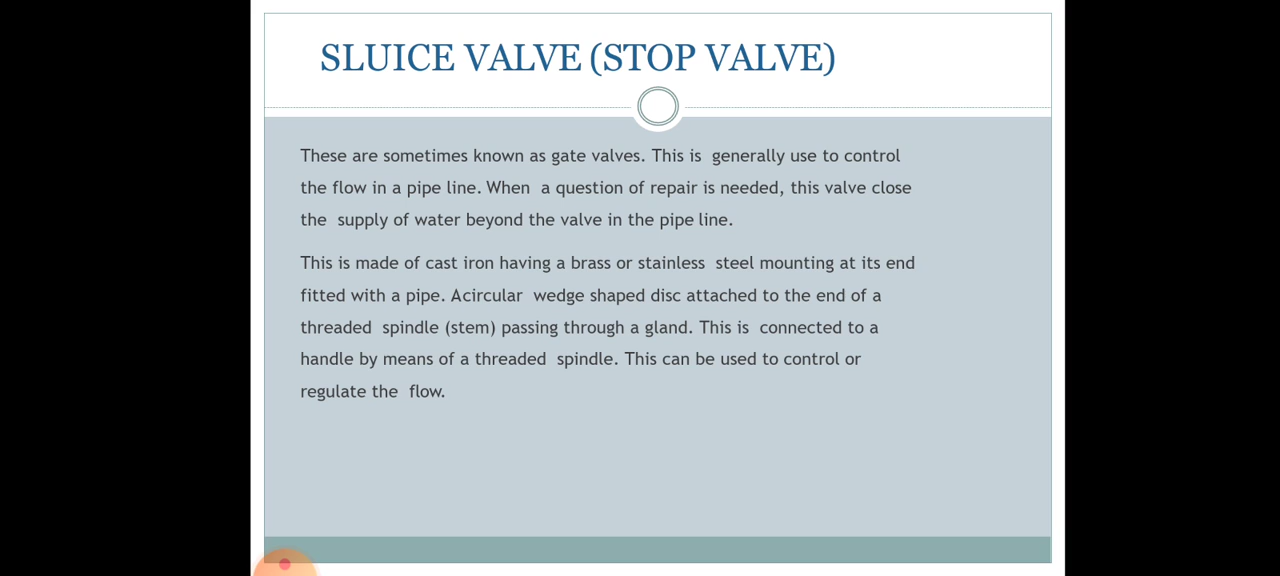 SLUICE VALVE (STOP VALVE)
These are sometimes known as gate valves. This is generally use to control
the flow in a pipe line. When a question of repair is needed, this valve close
the supply of water beyond the valve in the pipe line.
This is made of cast iron having a brass or stainless steel mounting at its end
fitted with a pipe. Acircular wedge shaped disc attached to the end of a
threaded spindle (stem) passing through a gland. This is connected to a
handle by means of a threaded spindle. This can be used to control or
regulate the flow.